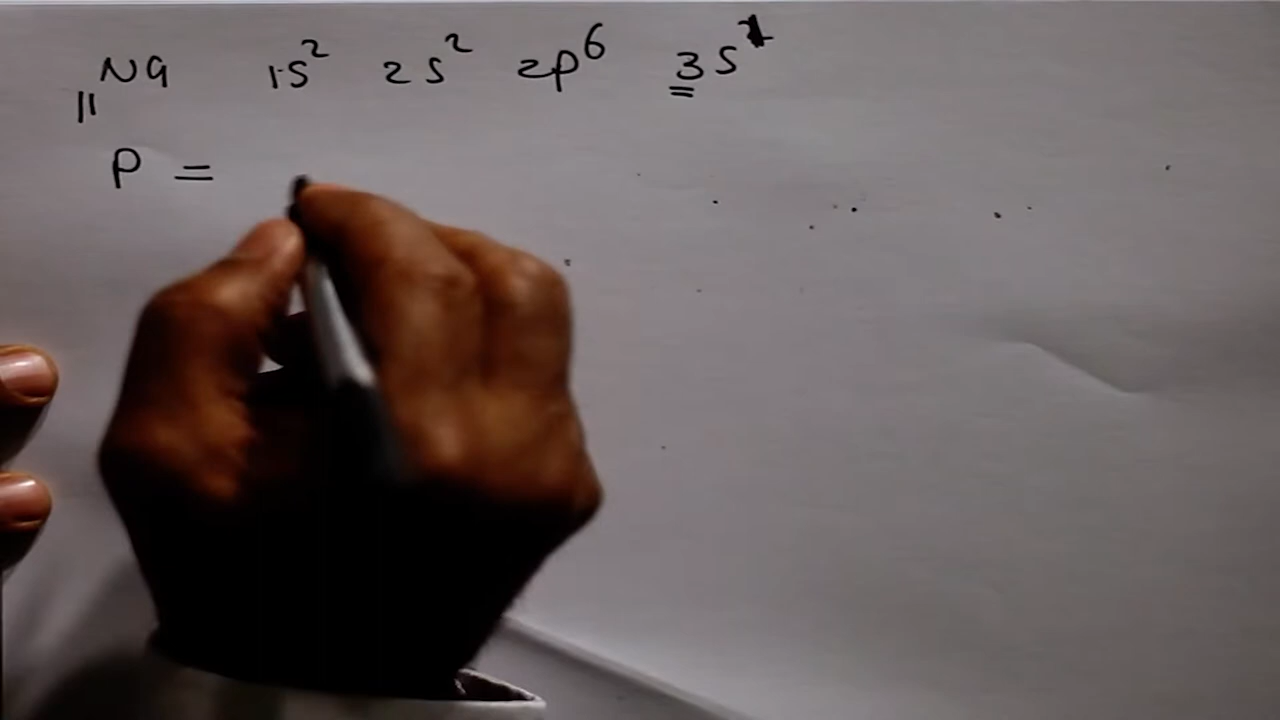 ₁₁Na 1s² 2s² 2p⁶ 3s¹
P =